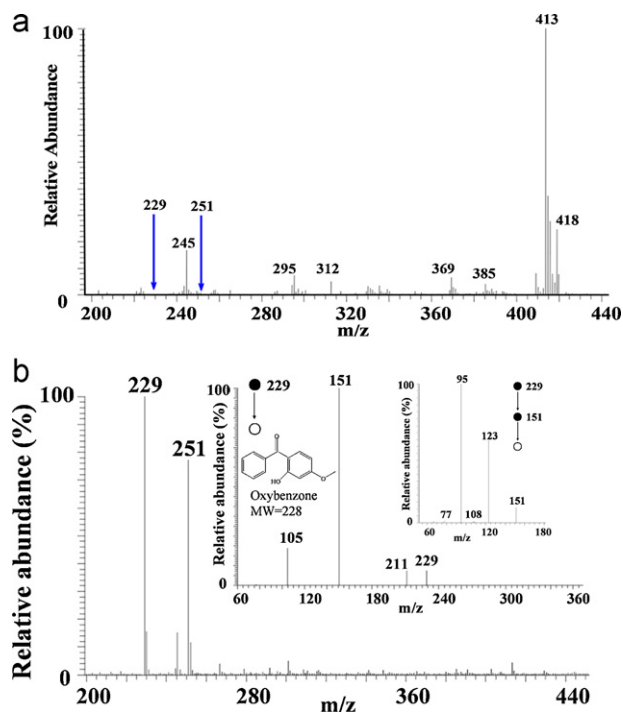 a
Relative Abundance
100
0
229
251
245
295
312
369
385
413
418
200 240 280 320 360 400 440
m/z
b
Relative abundance (%)
100
0
229
251
200 280 360 440
m/z
Relative abundance (%)
100
0
229
151
105
211 229
O
HO
O
Oxybenzone
MW=228
60 120 180 240 300 360
m/z
Relative abundance (%)
100
0
95
123
151
77 108
229
151
60 120 180
m/z